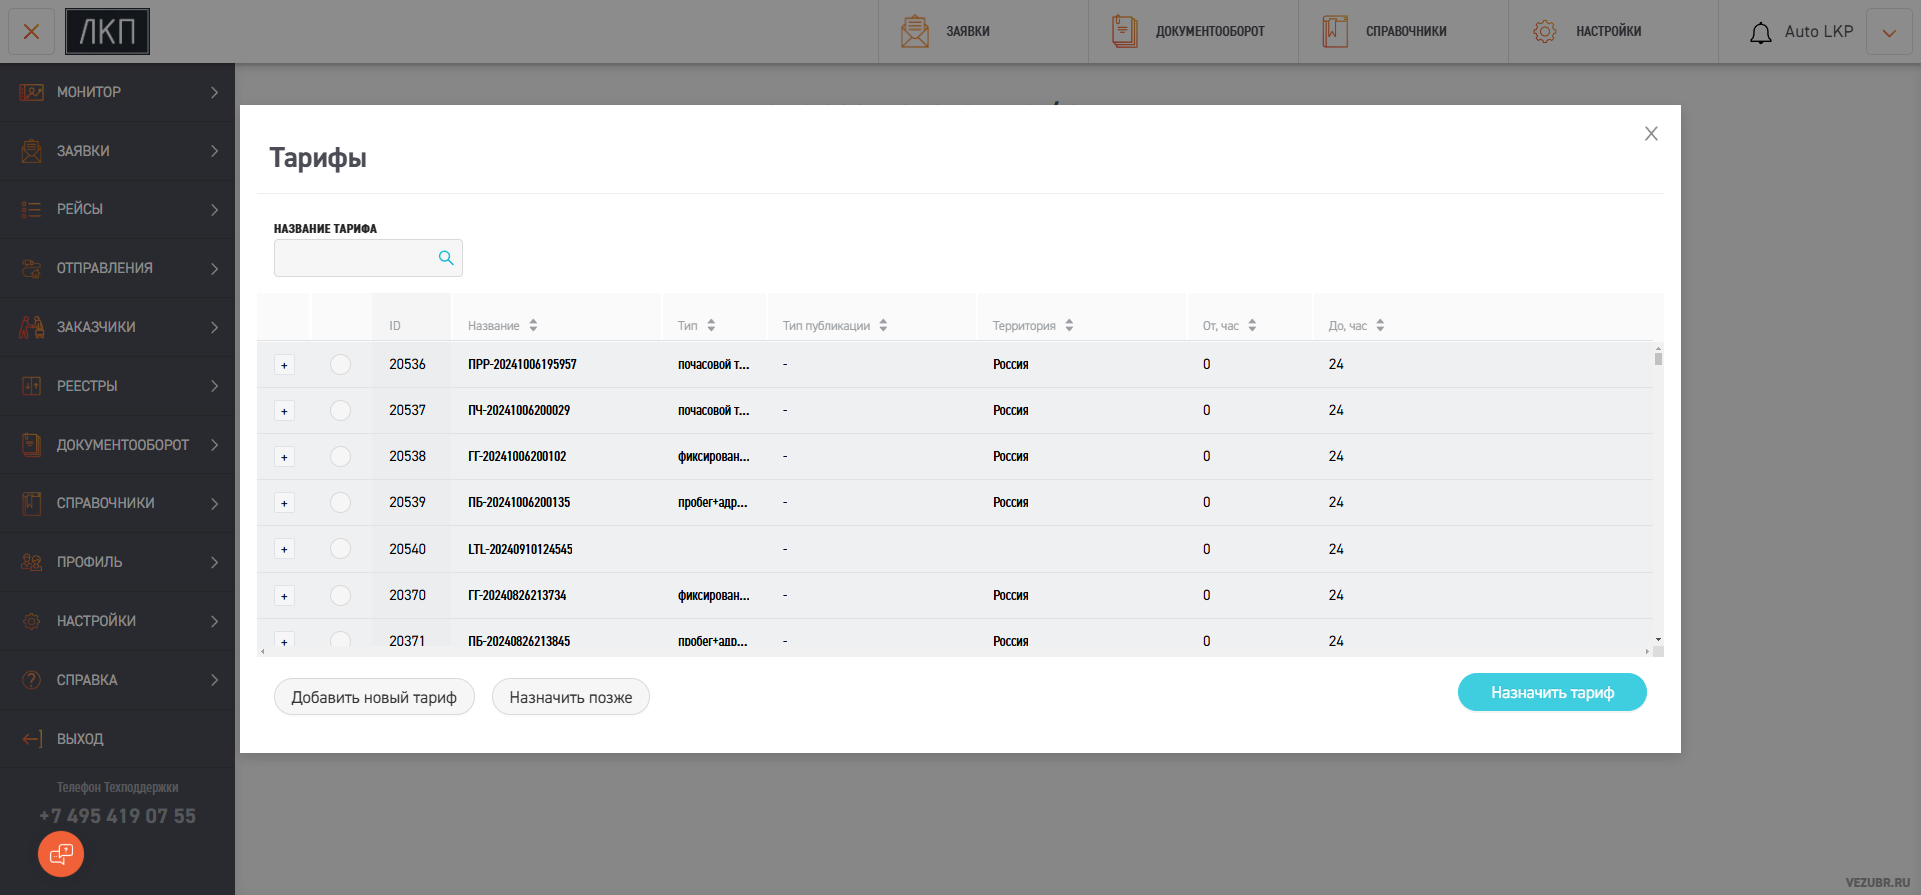 ЛКП
ЗАЯВКИ
ДОКУМЕНТООБОРОТ
СПРАВОЧНИКИ
НАСТРОЙКИ
Auto LKP
МОНИТОР
ЗАЯВКИ
РЕЙСЫ
ОТПРАВЛЕНИЯ
ЗАКАЗЧИКИ
РЕЕСТРЫ
ДОКУМЕНТООБОРОТ
СПРАВОЧНИКИ
ПРОФИЛЬ
НАСТРОЙКИ
СПРАВКА
ВЫХОД
Телефон Техподдержки
+7 495 419 07 55
Тарифы
НАЗВАНИЕ ТАРИФА
ID Название Тип Тип публикации Территория От, час До, час
+ 20536 ПРР-20241006195957 почасовой т... - Россия 0 24
+ 20537 ПЧ-20241006200029 почасовой т... - Россия 0 24
+ 20538 ГГ-20241006200102 фиксирован... - Россия 0 24
+ 20539 ПБ-20241006200135 пробег+адр... - Россия 0 24
+ 20540 LTL-20240910124545 - 0 24
+ 20370 ГГ-20240826213734 фиксирован... - Россия 0 24
+ 20371 ПБ-20240826213845 пробег+адр... - Россия 0 24
Добавить новый тариф
Назначить позже
Назначить тариф
VEZUBR.RU